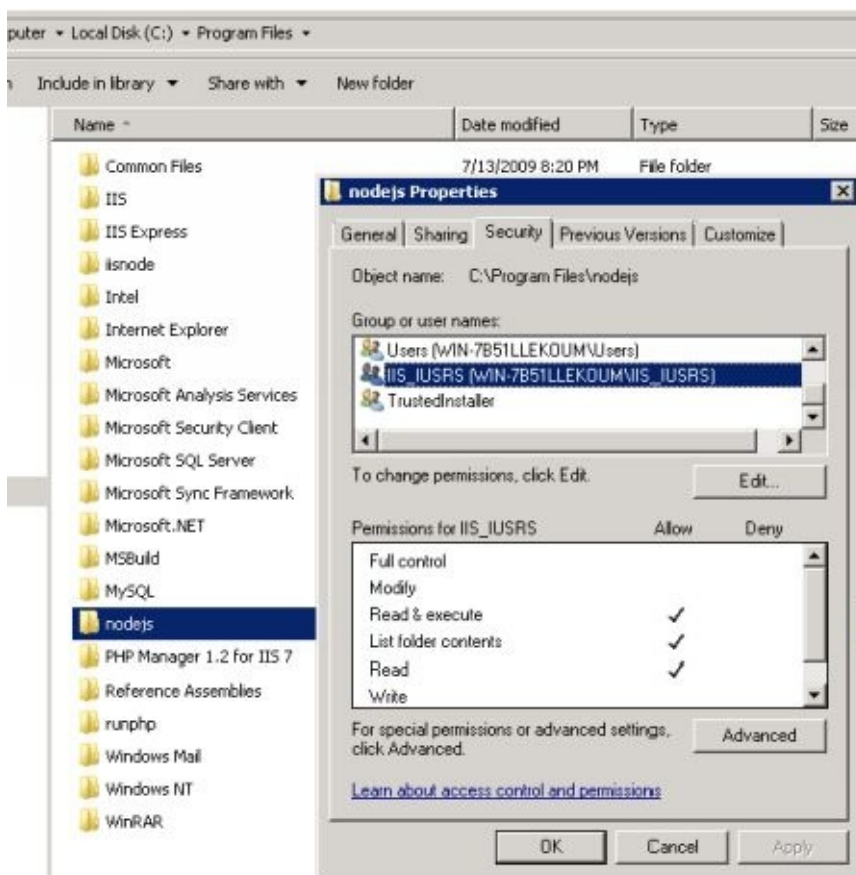 puter ▾ Local Disk (C:) ▾ Program Files ▾
Include in library ▾ Share with ▾ New folder
Name Date modified Type Size
Common Files 7/13/2009 8:20 PM File folder
IIS
IIS Express
iisnode
Intel
Internet Explorer
Microsoft
Microsoft Analysis Services
Microsoft Security Client
Microsoft SQL Server
Microsoft Sync Framework
Microsoft.NET
MSBuild
MySQL
nodejs
PHP Manager 1.2 for IIS 7
Reference Assemblies
runphp
Windows Mail
Windows NT
WinRAR
nodejs Properties
General Sharing Security Previous Versions Customize
Object name: C:\Program Files\nodejs
Group or user names:
Users (WIN-7B51LLEKOUM\Users)
IIS_IUSRS (WIN-7B51LLEKOUM\IIS_IUSRS)
TrustedInstaller
To change permissions, click Edit.
Edit...
Permissions for IIS_IUSRS Allow Deny
Full control
Modify
Read & execute
List folder contents
Read
Write
For special permissions or advanced settings,
click Advanced.
Advanced
Learn about access control and permissions
OK Cancel Apply